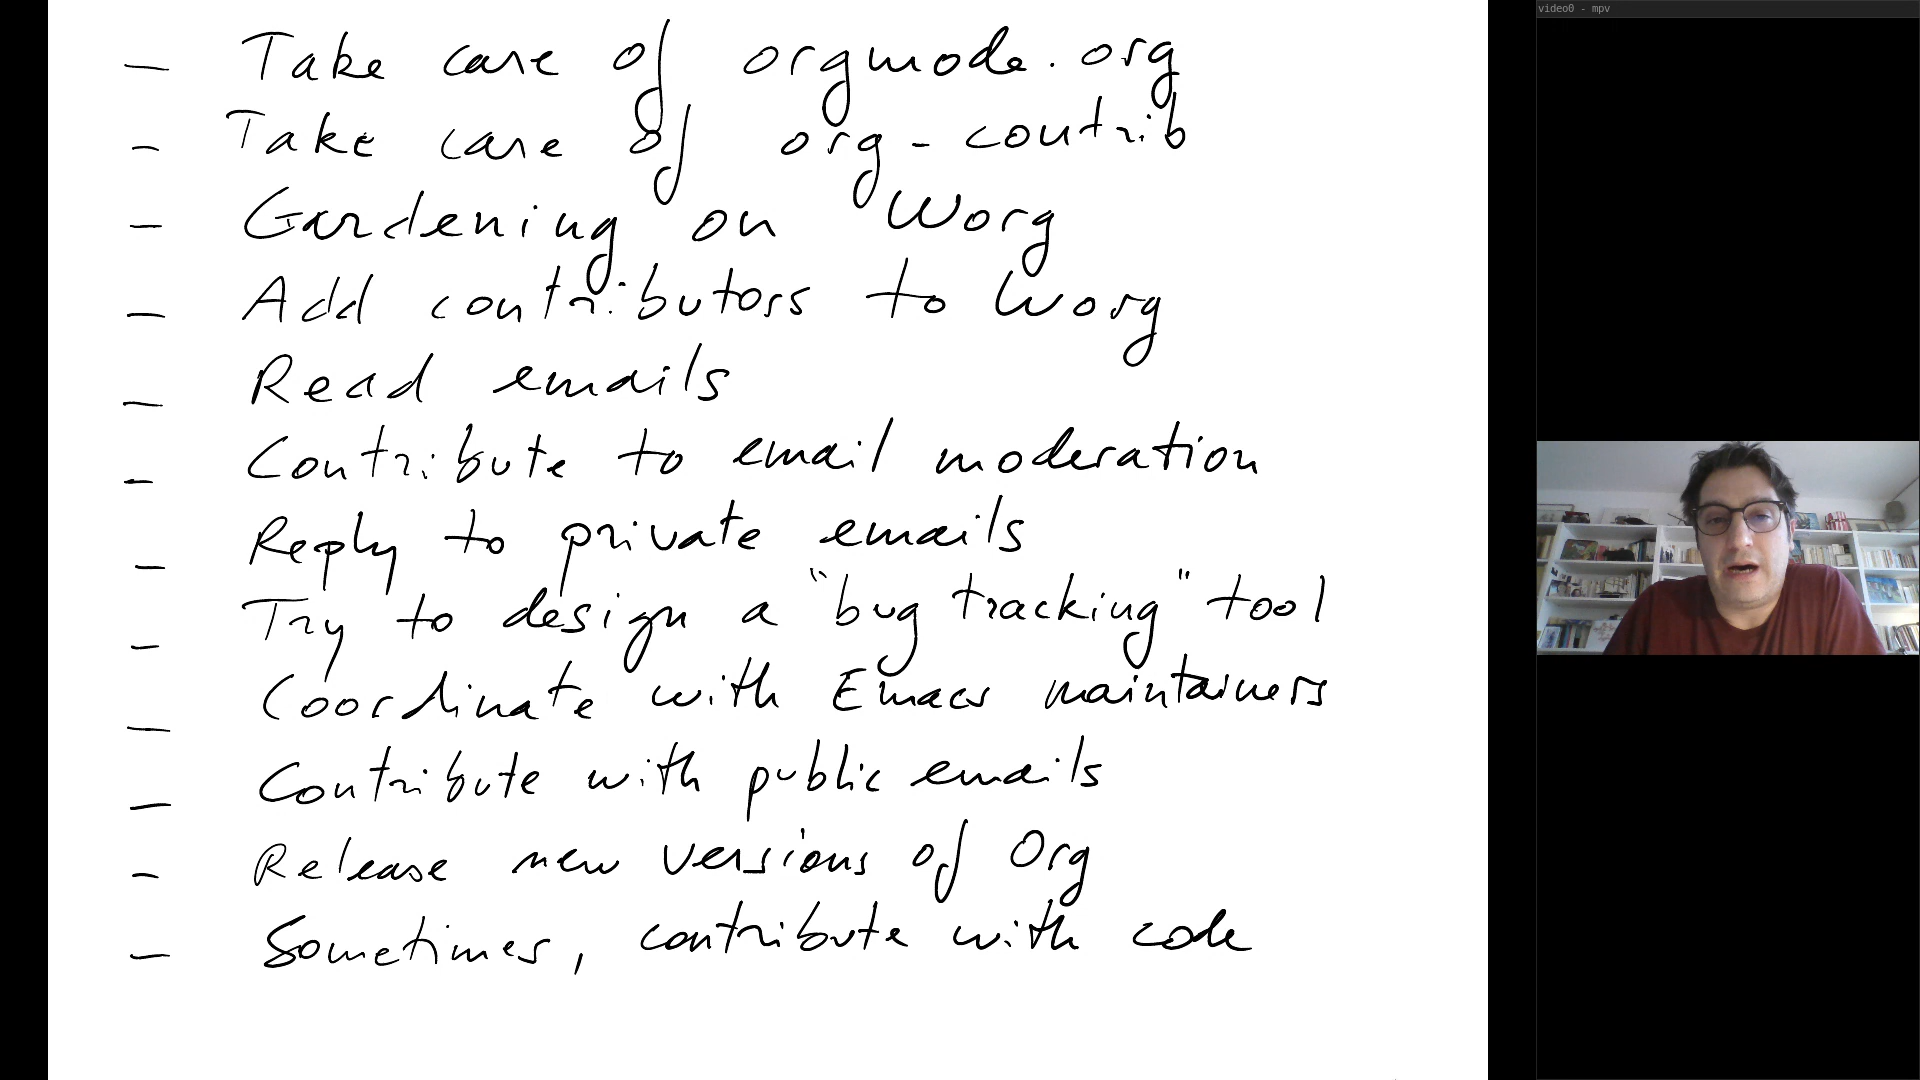 — Take care of orgmode.org
- Take care of org-contrib
- Gardening on Worg
- Add contributors to Worg
- Read emails
- Contribute to email moderation
- Reply to private emails
- Try to design a "bug tracking" tool
- Coordinate with Emacs maintainers
- Contribute with public emails
- Release new versions of Org
- Sometimes, contribute with code
video0 - mpv